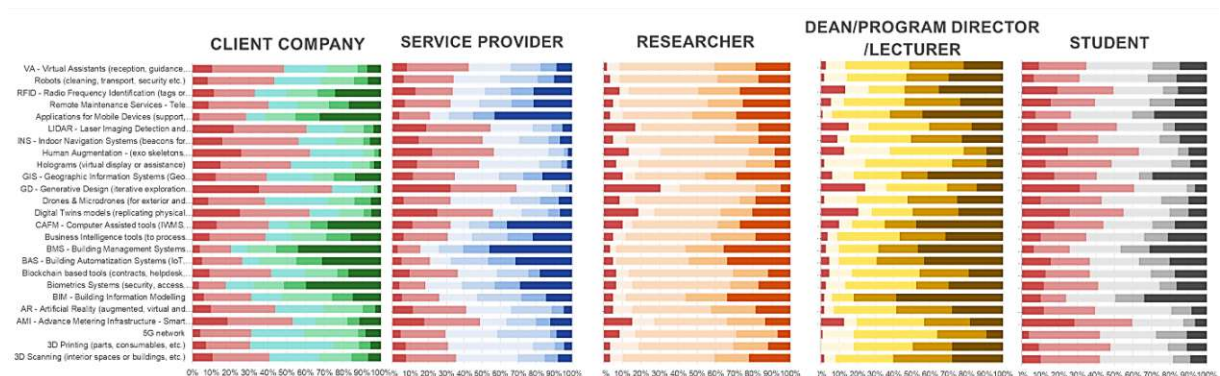 CLIENT COMPANY
SERVICE PROVIDER
RESEARCHER
DEAN/PROGRAM DIRECTOR
/LECTURER
STUDENT
VA - Virtual Assistants (reception, guidance...
Robots (cleaning, transport, security etc.)
RFID - Radio Frequency Identification (tags or...
Remote Maintenance Services - Tele...
Applications for Mobile Devices (support,...
LIDAR - Laser Imaging Detection and...
INS - Indoor Navigation Systems (beacons for...
Human Augmentation - (exo skeletons,...
Holograms (virtual display or assistance)
GIS - Geographic Information Systems (Geo...
GD - Generative Design (iterative exploration...
Drones & Microdrones (for exterior and...
Digital Twins models (replicating physical...
CAFM - Computer Assisted tools (IWMS...
Business Intelligence tools (to process...
BMS - Building Management Systems
BAS - Building Automatization Systems (IoT,...
Blockchain based tools (contracts, helpdesk,...
Biometrics Systems (security, access,...
BIM - Building Information Modelling
AR - Artificial Reality (augmented, virtual and...
AMI - Advance Metering Infrastructure - Smart...
5G network
3D Printing (parts, consumables, etc.)
3D Scanning (interior spaces or buildings, etc.)
0% 10% 20% 30% 40% 50% 60% 70% 80% 90%100% 0% 10% 20% 30% 40% 50% 60% 70% 80% 90%100% 0% 10% 20% 30% 40% 50% 60% 70% 80% 90%100% 0% 10% 20% 30% 40% 50% 60% 70% 80% 90%100% 0% 10% 20% 30% 40% 50% 60% 70% 80% 90%100%